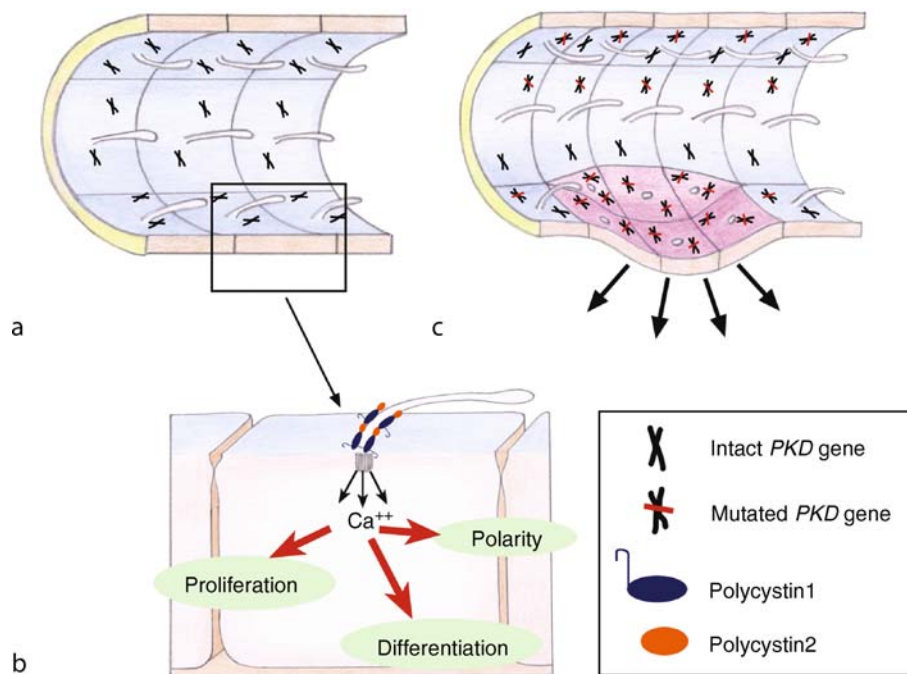 a
c
b
Ca++
Polarity
Proliferation
Differentiation
Intact PKD gene
Mutated PKD gene
Polycystin1
Polycystin2